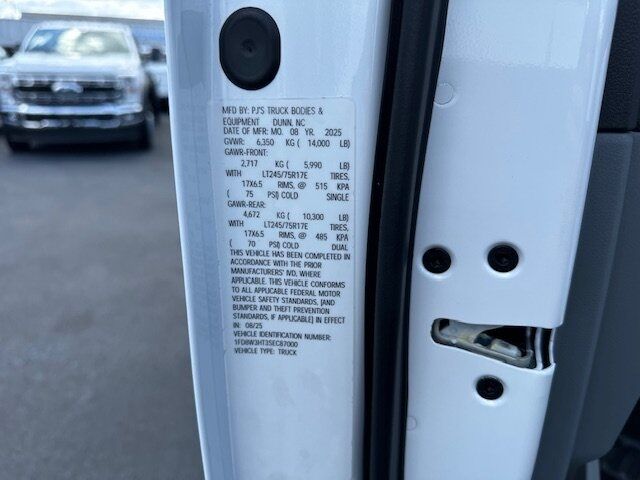 MFD BY: PJ'S TRUCK BODIES &
EQUIPMENT DUNN, NC
DATE OF MFR: MO. 08 YR. 2025
GVWR: 6,350 KG ( 14,000 LB)
GAWR-FRONT:
2,717 KG ( 5,990 LB)
WITH LT245/75R17E TIRES,
17X6.5 RIMS, @ 515 KPA
( 75 PSI) COLD SINGLE
GAWR-REAR:
4,672 KG ( 10,300 LB)
WITH LT245/75R17E TIRES,
17X6.5 RIMS, @ 485 KPA
( 70 PSI) COLD DUAL
THIS VEHICLE HAS BEEN COMPLETED IN
ACCORDANCE WITH THE PRIOR
MANUFACTURERS' IVD, WHERE
APPLICABLE. THIS VEHICLE CONFORMS
TO ALL APPLICABLE FEDERAL MOTOR
VEHICLE SAFETY STANDARDS, [AND
BUMPER AND THEFT PREVENTION
STANDARDS, IF APPLICABLE] IN EFFECT
IN: 08/25
VEHICLE IDENTIFICATION NUMBER:
1FD8W3HT3SEC87000
VEHICLE TYPE: TRUCK
Ford